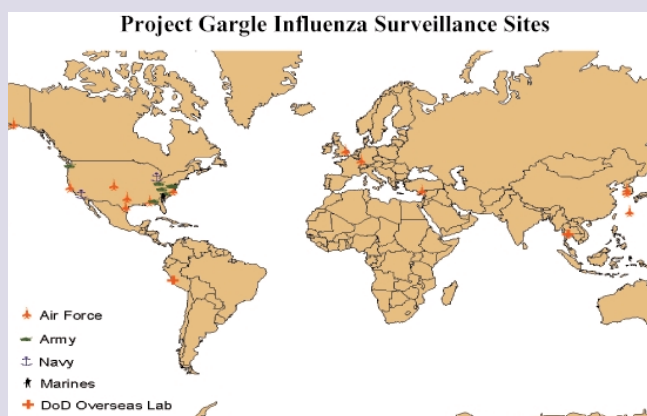 Project Gargle Influenza Surveillance Sites
Air Force
Army
Navy
Marines
DoD Overseas Lab